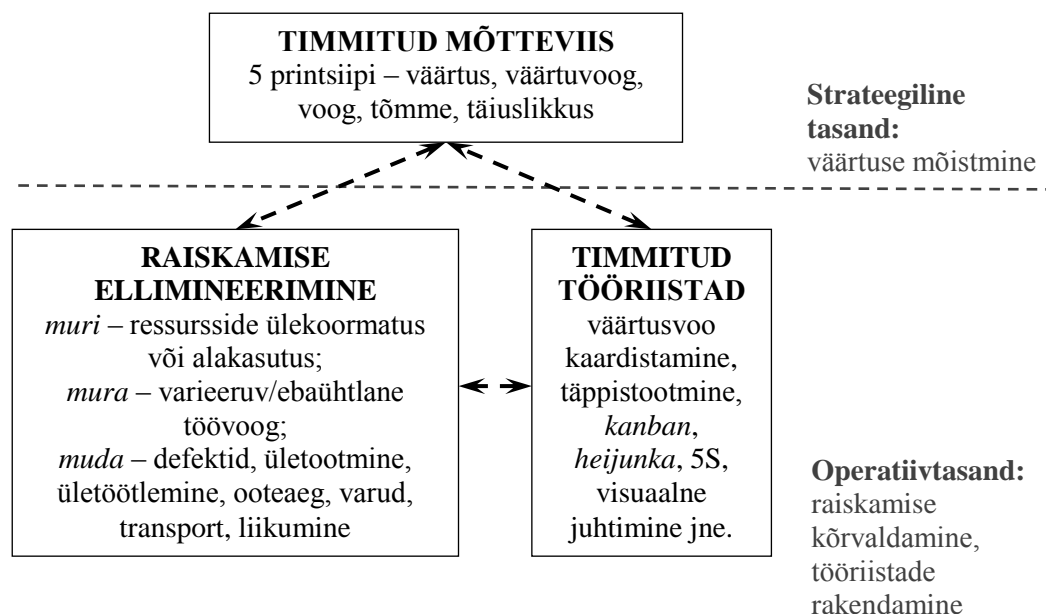 TIMMITUD MÕTTEVIIS
5 printsiipi – väärtus, väärtuvoog,
voog, tõmme, täiuslikkus
Strateegiline
tasand:
väärtuse mõistmine
RAISKAMISE
ELLIMINEERIMINE
muri – ressursside ülekoormatus
või alakasutus;
mura – varieeruv/ebaühtlane
töövoog;
muda – defektid, ületootmine,
ületöötlemine, ooteaeg, varud,
transport, liikumine
TIMMITUD
TÖÖRIISTAD
väärtusvoo
kaardistamine,
täppistootmine,
kanban,
heijunka, 5S,
visuaalne
juhtimine jne.
Operatiivtasand:
raiskamise
kõrvaldamine,
tööriistade
rakendamine